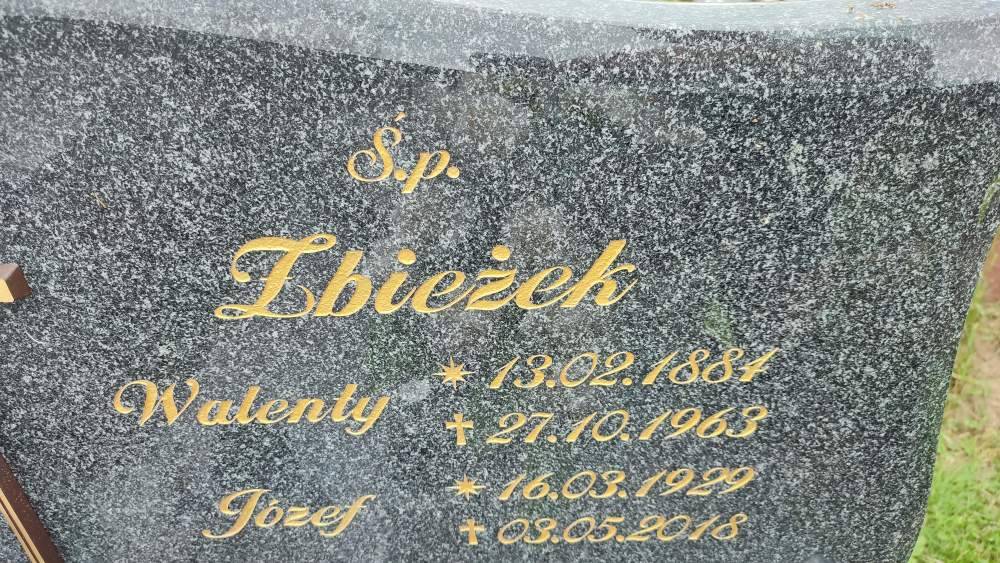 Ś.p.
Zbieżek
Walenty * 13.02.1884
✝ 27.10.1963
Józef * 16.03.1929
✝ 03.05.2018